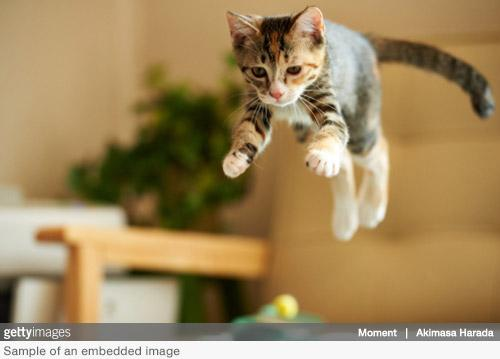 gettyimages
Moment | Akimasa Harada
Sample of an embedded image